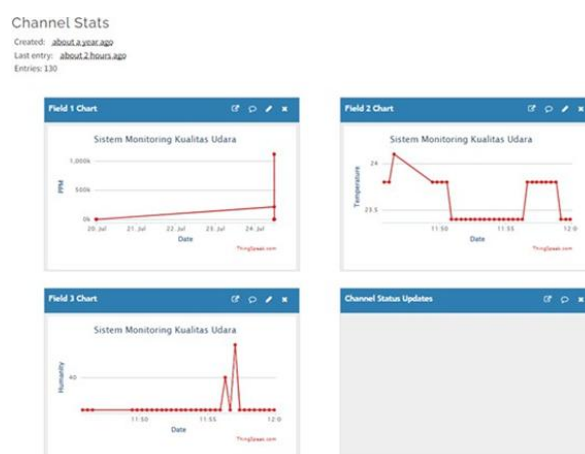 Channel Stats
Created: about a year ago
Last entry: about 2 hours ago
Entries: 130
Field 1 Chart
Sistem Monitoring Kualitas Udara
PPM
1,000k
500k
0k
20. Jul 21. Jul 22. Jul 23. Jul 24. Jul
Date
ThingSpeak.com
Field 2 Chart
Sistem Monitoring Kualitas Udara
Temperature
24
23.5
11:50 11:55 12:0
Date
ThingSpeak.com
Field 3 Chart
Sistem Monitoring Kualitas Udara
Humanity
40
11:50 11:55 12:0
Date
ThingSpeak.com
Channel Status Updates